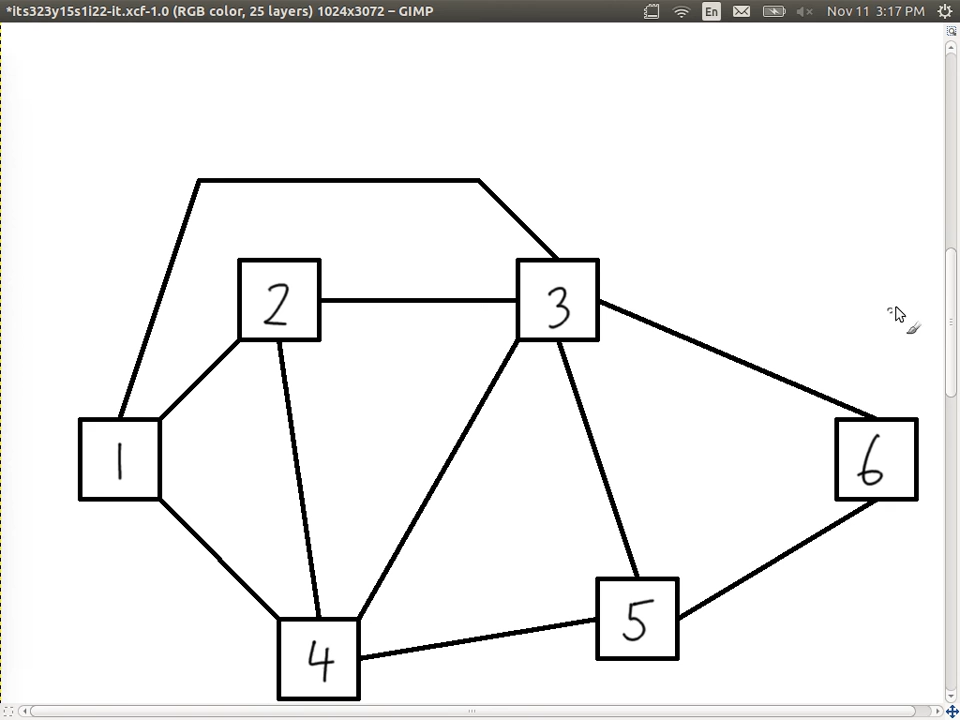 *its323y15s1i22-it.xcf-1.0 (RGB color, 25 layers) 1024x3072 – GIMP
En
Nov 11 3:17 PM
2
3
1
6
5
4